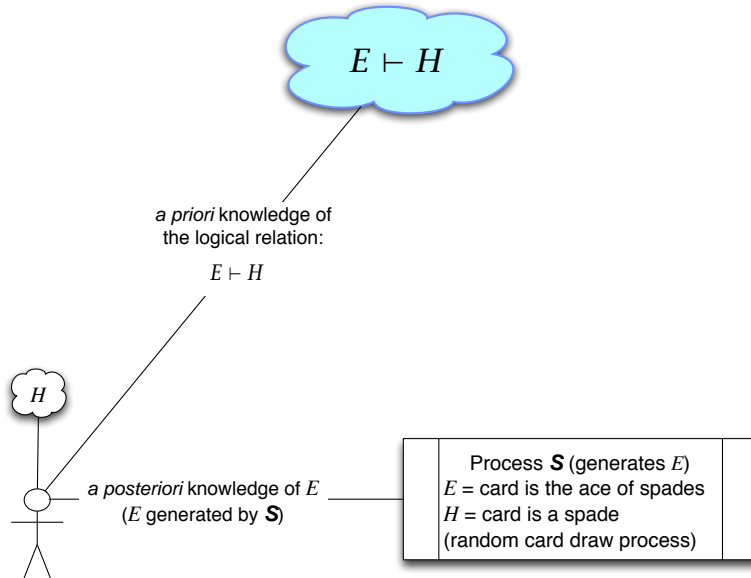 E ⊢ H
a priori knowledge of
the logical relation:
E ⊢ H
H
a posteriori knowledge of E
(E generated by S)
Process S (generates E)
E = card is the ace of spades
H = card is a spade
(random card draw process)